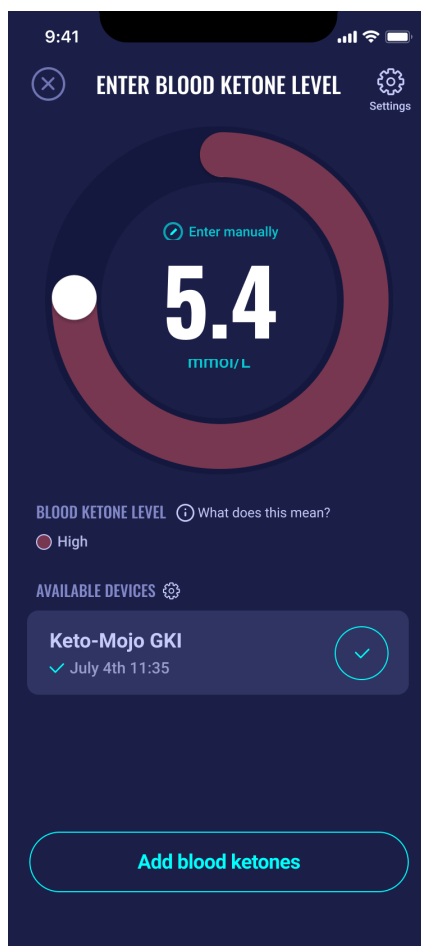 9:41
ENTER BLOOD KETONE LEVEL
Settings
Enter manually
5.4
mmol/L
BLOOD KETONE LEVEL What does this mean?
High
AVAILABLE DEVICES
Keto-Mojo GKI
July 4th 11:35
Add blood ketones